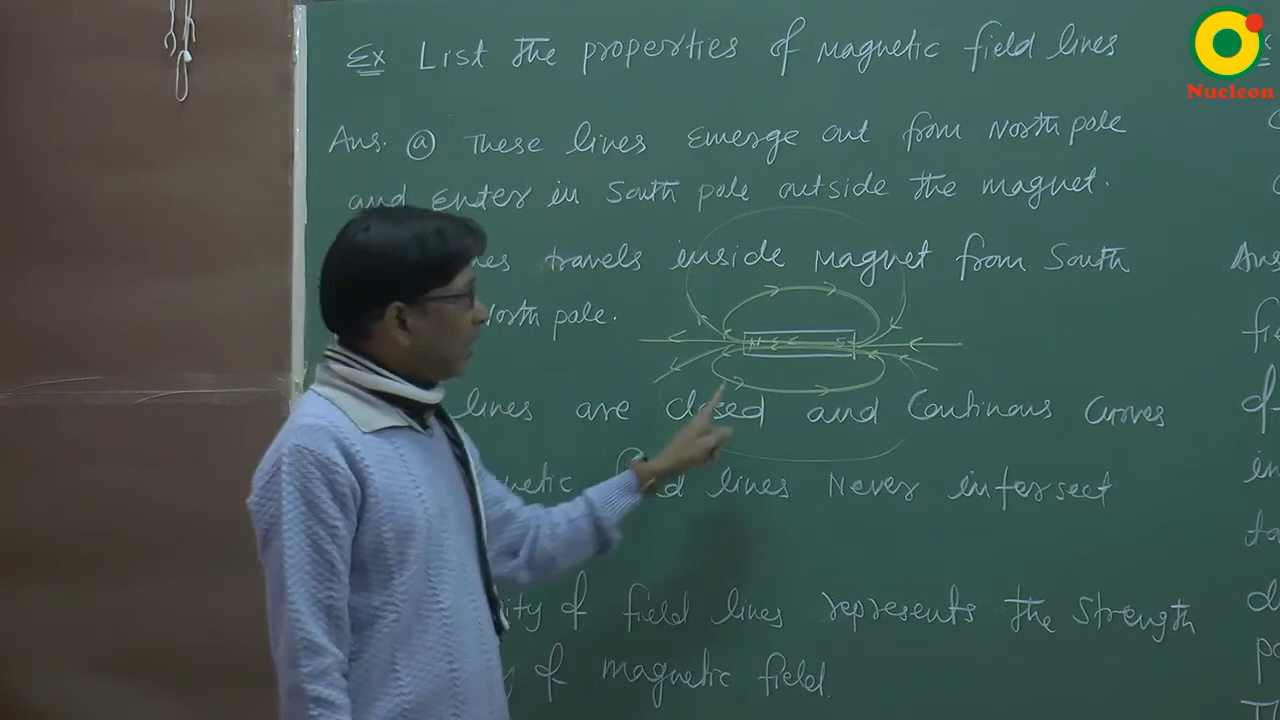 Ex List the properties of magnetic field lines
Ans. (a) These lines emerge out from North pole
and enter in South pole outside the magnet.
travels inside magnet from South
North pole.
N S
lines are closed and Continous Curves
lines Never intersect
of field lines represents the Strength
of magnetic field.
Ans
Nucleon